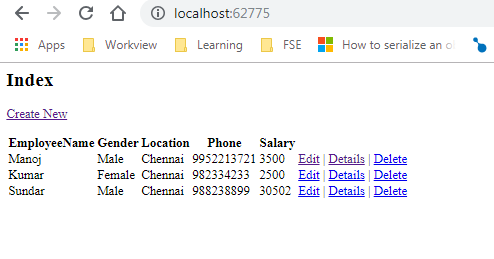 localhost:62775
Apps Workview Learning FSE How to serialize an o
Index
Create New
EmployeeName Gender Location Phone Salary
Manoj Male Chennai 9952213721 3500 Edit | Details | Delete
Kumar Female Chennai 982334233 2500 Edit | Details | Delete
Sundar Male Chennai 988238899 30502 Edit | Details | Delete